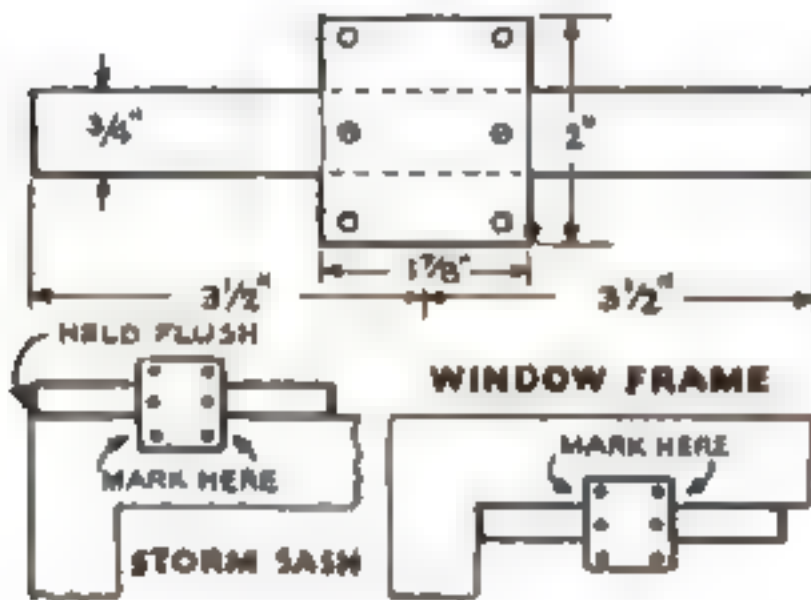 3/4"
2"
1 7/8"
3 1/2"
3 1/2"
HELD FLUSH
WINDOW FRAME
MARK HERE
MARK HERE
STORM SASH